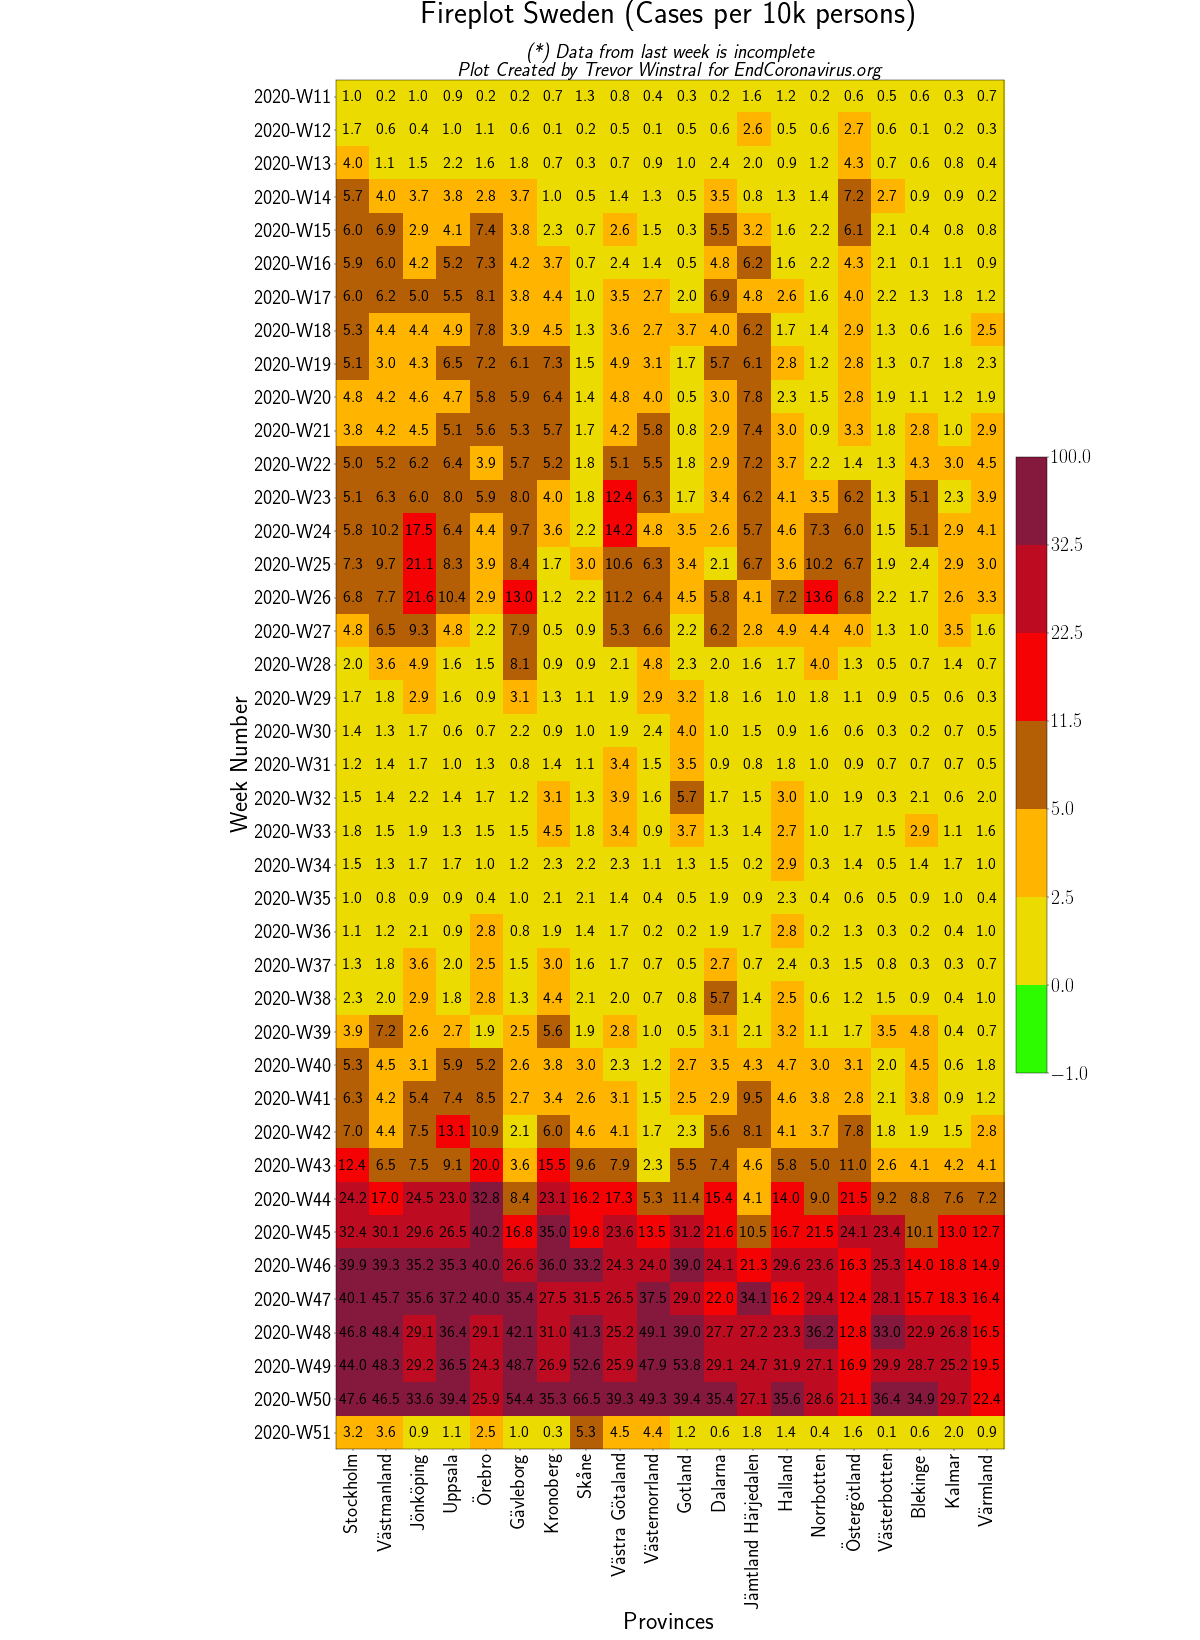 Fireplot Sweden (Cases per 10k persons)
(*) Data from last week is incomplete
Plot Created by Trevor Winstral for EndCoronavirus.org
2020-W11 1.0 0.2 1.0 0.9 0.2 0.2 0.7 1.3 0.8 0.4 0.3 0.2 1.6 1.2 0.2 0.6 0.5 0.6 0.3 0.7
2020-W12 1.7 0.6 0.4 1.0 1.1 0.6 0.1 0.2 0.5 0.1 0.5 0.6 2.6 0.5 0.6 2.7 0.6 0.1 0.2 0.3
2020-W13 4.0 1.1 1.5 2.2 1.6 1.8 0.7 0.3 0.7 0.9 1.0 2.4 2.0 0.9 1.2 4.3 0.7 0.6 0.8 0.4
2020-W14 5.7 4.0 3.7 3.8 2.8 3.7 1.0 0.5 1.4 1.3 0.5 3.5 0.8 1.3 1.4 7.2 2.7 0.9 0.9 0.2
2020-W15 6.0 6.9 2.9 4.1 7.4 3.8 2.3 0.7 2.6 1.5 0.3 5.5 3.2 1.6 2.2 6.1 2.1 0.4 0.8 0.8
2020-W16 5.9 6.0 4.2 5.2 7.3 4.2 3.7 0.7 2.4 1.4 0.5 4.8 6.2 1.6 2.2 4.3 2.1 0.1 1.1 0.9
2020-W17 6.0 6.2 5.0 5.5 8.1 3.8 4.4 1.0 3.5 2.7 2.0 6.9 4.8 2.6 1.6 4.0 2.2 1.3 1.8 1.2
2020-W18 5.3 4.4 4.4 4.9 7.8 3.9 4.5 1.3 3.6 2.7 3.7 4.0 6.2 1.7 1.4 2.9 1.3 0.6 1.6 2.5
2020-W19 5.1 3.0 4.3 6.5 7.2 6.1 7.3 1.5 4.9 3.1 1.7 5.7 6.1 2.8 1.2 2.8 1.3 0.7 1.8 2.3
2020-W20 4.8 4.2 4.6 4.7 5.8 5.9 6.4 1.4 4.8 4.0 0.5 3.0 7.8 2.3 1.5 2.8 1.9 1.1 1.2 1.9
2020-W21 3.8 4.2 4.5 5.1 5.6 5.3 5.7 1.7 4.2 5.8 0.8 2.9 7.4 3.0 0.9 3.3 1.8 2.8 1.0 2.9
2020-W22 5.0 5.2 6.2 6.4 3.9 5.7 5.2 1.8 5.1 5.5 1.8 2.9 7.2 3.7 2.2 1.4 1.3 4.3 3.0 4.5
2020-W23 5.1 6.3 6.0 8.0 5.9 8.0 4.0 1.8 12.4 6.3 1.7 3.4 6.2 4.1 3.5 6.2 1.3 5.1 2.3 3.9
2020-W24 5.8 10.2 17.5 6.4 4.4 9.7 3.6 2.2 14.2 4.8 3.5 2.6 5.7 4.6 7.3 6.0 1.5 5.1 2.9 4.1
2020-W25 7.3 9.7 21.1 8.3 3.9 8.4 1.7 3.0 10.6 6.3 3.4 2.1 6.7 3.6 10.2 6.7 1.9 2.4 2.9 3.0
2020-W26 6.8 7.7 21.6 10.4 2.9 13.0 1.2 2.2 11.2 6.4 4.5 5.8 4.1 7.2 13.6 6.8 2.2 1.7 2.6 3.3
2020-W27 4.8 6.5 9.3 4.8 2.2 7.9 0.5 0.9 5.3 6.6 2.2 6.2 2.8 4.9 4.4 4.0 1.3 1.0 3.5 1.6
2020-W28 2.0 3.6 4.9 1.6 1.5 8.1 0.9 0.9 2.1 4.8 2.3 2.0 1.6 1.7 4.0 1.3 0.5 0.7 1.4 0.7
2020-W29 1.7 1.8 2.9 1.6 0.9 3.1 1.3 1.1 1.9 2.9 3.2 1.8 1.6 1.0 1.8 1.1 0.9 0.5 0.6 0.3
2020-W30 1.4 1.3 1.7 0.6 0.7 2.2 0.9 1.0 1.9 2.4 4.0 1.0 1.5 0.9 1.6 0.6 0.3 0.2 0.7 0.5
2020-W31 1.2 1.4 1.7 1.0 1.3 0.8 1.4 1.1 3.4 1.5 3.5 0.9 0.8 1.8 1.0 0.9 0.7 0.7 0.7 0.5
2020-W32 1.5 1.4 2.2 1.4 1.7 1.2 3.1 1.3 3.9 1.6 5.7 1.7 1.5 3.0 1.0 1.9 0.3 2.1 0.6 2.0
2020-W33 1.8 1.5 1.9 1.3 1.5 1.5 4.5 1.8 3.4 0.9 3.7 1.3 1.4 2.7 1.0 1.7 1.5 2.9 1.1 1.6
2020-W34 1.5 1.3 1.7 1.7 1.0 1.2 2.3 2.2 2.3 1.1 1.3 1.5 0.2 2.9 0.3 1.4 0.5 1.4 1.7 1.0
2020-W35 1.0 0.8 0.9 0.9 0.4 1.0 2.1 2.1 1.4 0.4 0.5 1.9 0.9 2.3 0.4 0.6 0.5 0.9 1.0 0.4
2020-W36 1.1 1.2 2.1 0.9 2.8 0.8 1.9 1.4 1.7 0.2 0.2 1.9 1.7 2.8 0.2 1.3 0.3 0.2 0.4 1.0
2020-W37 1.3 1.8 3.6 2.0 2.5 1.5 3.0 1.6 1.7 0.7 0.5 2.7 0.7 2.4 0.3 1.5 0.8 0.3 0.3 0.7
2020-W38 2.3 2.0 2.9 1.8 2.8 1.3 4.4 2.1 2.0 0.7 0.8 5.7 1.4 2.5 0.6 1.2 1.5 0.9 0.4 1.0
2020-W39 3.9 7.2 2.6 2.7 1.9 2.5 5.6 1.9 2.8 1.0 0.5 3.1 2.1 3.2 1.1 1.7 3.5 4.8 0.4 0.7
2020-W40 5.3 4.5 3.1 5.9 5.2 2.6 3.8 3.0 2.3 1.2 2.7 3.5 4.3 4.7 3.0 3.1 2.0 4.5 0.6 1.8
2020-W41 6.3 4.2 5.4 7.4 8.5 2.7 3.4 2.6 3.1 1.5 2.5 2.9 9.5 4.6 3.8 2.8 2.1 3.8 0.9 1.2
2020-W42 7.0 4.4 7.5 13.1 10.9 2.1 6.0 4.6 4.1 1.7 2.3 5.6 8.1 4.1 3.7 7.8 1.8 1.9 1.5 2.8
2020-W43 12.4 6.5 7.5 9.1 20.0 3.6 15.5 9.6 7.9 2.3 5.5 7.4 4.6 5.8 5.0 11.0 2.6 4.1 4.2 4.1
2020-W44 24.2 17.0 24.5 23.0 32.8 8.4 23.1 16.2 17.3 5.3 11.4 15.4 4.1 14.0 9.0 21.5 9.2 8.8 7.6 7.2
2020-W45 32.4 30.1 29.6 26.5 40.2 16.8 35.0 19.8 23.6 13.5 31.2 21.6 10.5 16.7 21.5 24.1 23.4 10.1 13.0 12.7
2020-W46 39.9 39.3 35.2 35.3 40.0 26.6 36.0 33.2 24.3 24.0 39.0 24.1 21.3 29.6 23.6 16.3 25.3 14.0 18.8 14.9
2020-W47 40.1 45.7 35.6 37.2 40.0 35.4 27.5 31.5 26.5 37.5 29.0 22.0 34.1 16.2 29.4 12.4 28.1 15.7 18.3 16.4
2020-W48 46.8 48.4 29.1 36.4 29.1 42.1 31.0 41.3 25.2 49.1 39.0 27.7 27.2 23.3 36.2 12.8 33.0 22.9 26.8 16.5
2020-W49 44.0 48.3 29.2 36.5 24.3 48.7 26.9 52.6 25.9 47.9 53.8 29.1 24.7 31.9 27.1 16.9 29.9 28.7 25.2 19.5
2020-W50 47.6 46.5 33.6 39.4 25.9 54.4 35.3 66.5 39.3 49.3 39.4 35.4 27.1 35.6 28.6 21.1 36.4 34.9 29.7 22.4
2020-W51 3.2 3.6 0.9 1.1 2.5 1.0 0.3 5.3 4.5 4.4 1.2 0.6 1.8 1.4 0.4 1.6 0.1 0.6 2.0 0.9
Week Number
Stockholm
Västmanland
Jönköping
Uppsala
Örebro
Gävleborg
Kronoberg
Skåne
Västra Götaland
Västernorrland
Gotland
Dalarna
Jämtland Härjedalen
Halland
Norrbotten
Östergötland
Västerbotten
Blekinge
Kalmar
Värmland
Provinces
100.0
32.5
22.5
11.5
5.0
2.5
0.0
−1.0